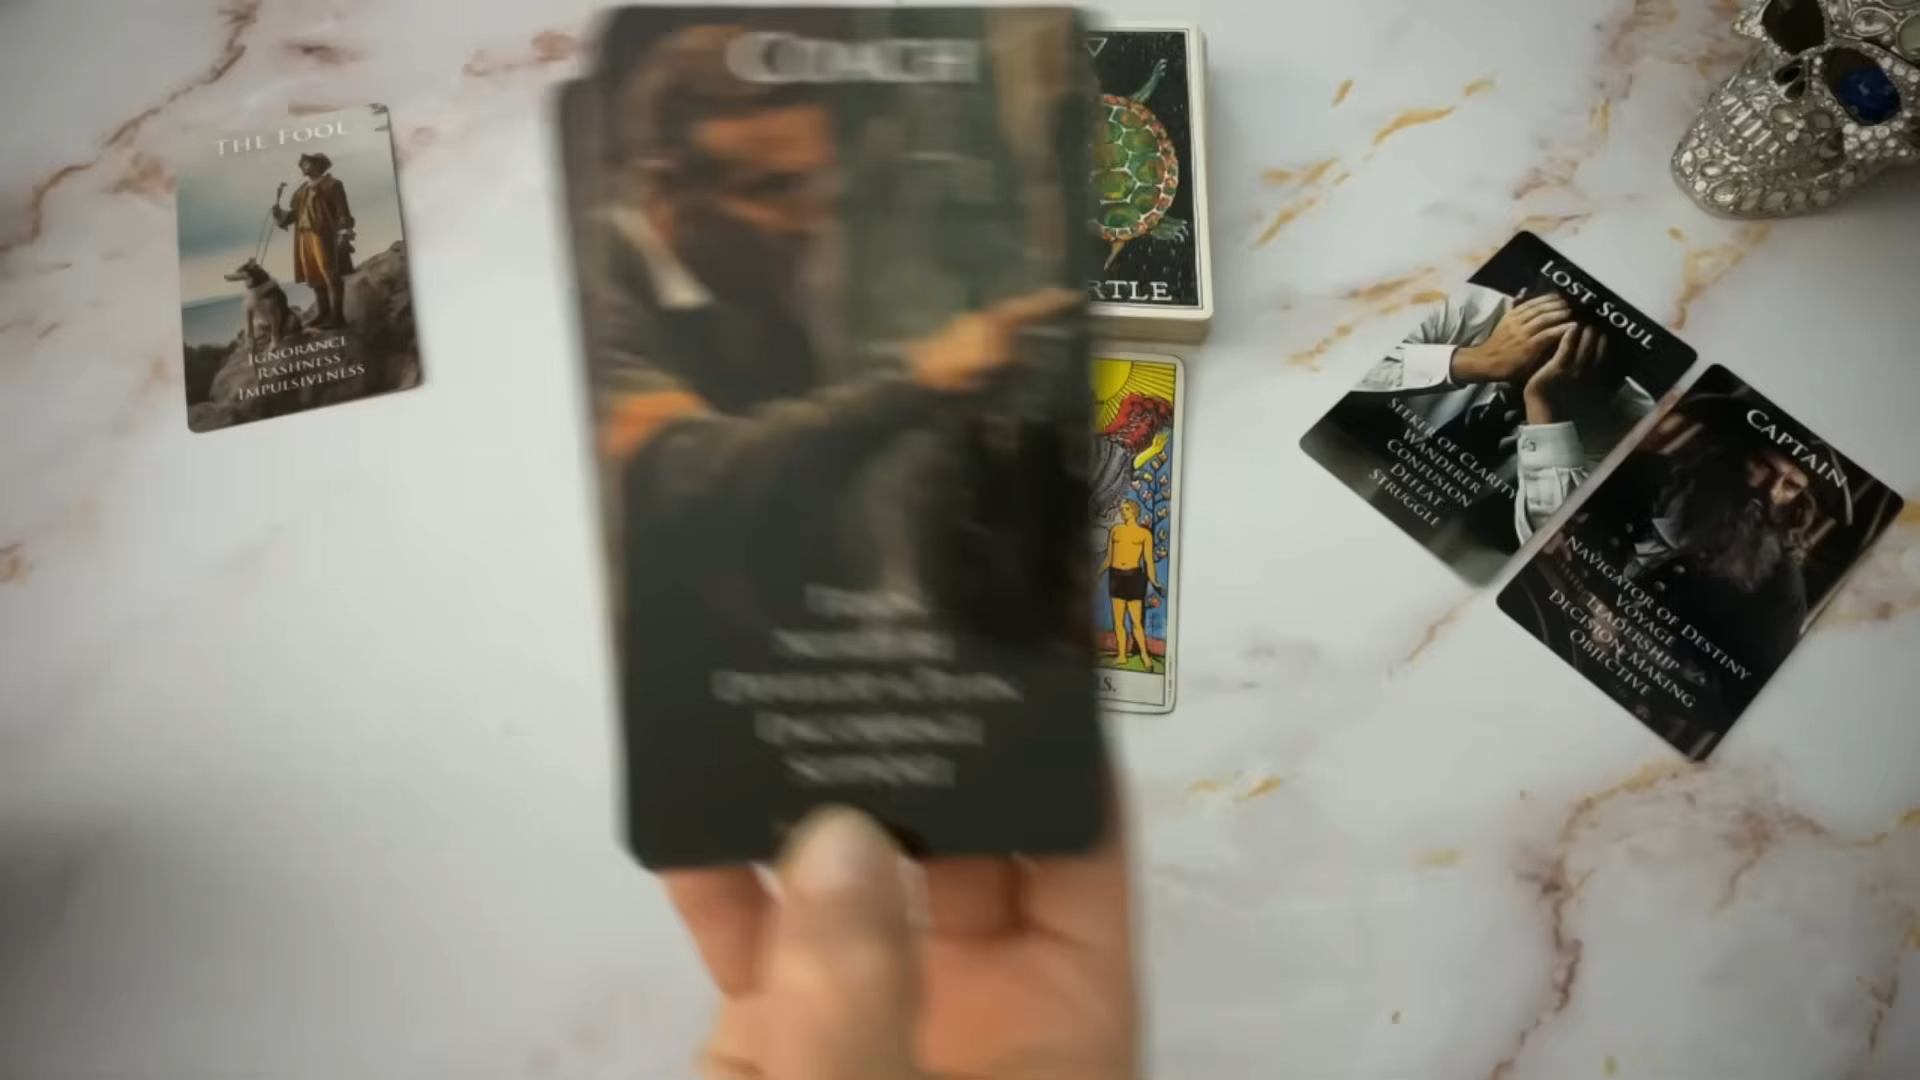 THE FOOL
IGNORANCE
RASHNESS
IMPULSIVENESS
COACH
RTLE
RS.
LOST SOUL
SEEKER OF CLARITY
WANDERER
CONFUSION
DEFEAT
STRUGGLE
CAPTAIN
NAVIGATOR OF DESTINY
VOYAGE
LEADERSHIP
DECISION MAKING
OBJECTIVE